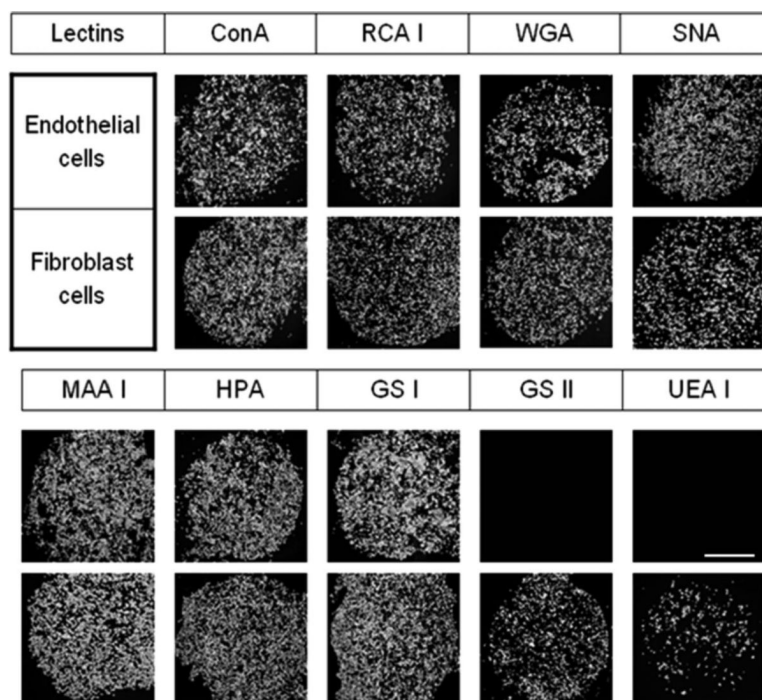 Lectins ConA RCA I WGA SNA
Endothelial
cells
Fibroblast
cells
MAA I HPA GS I GS II UEA I